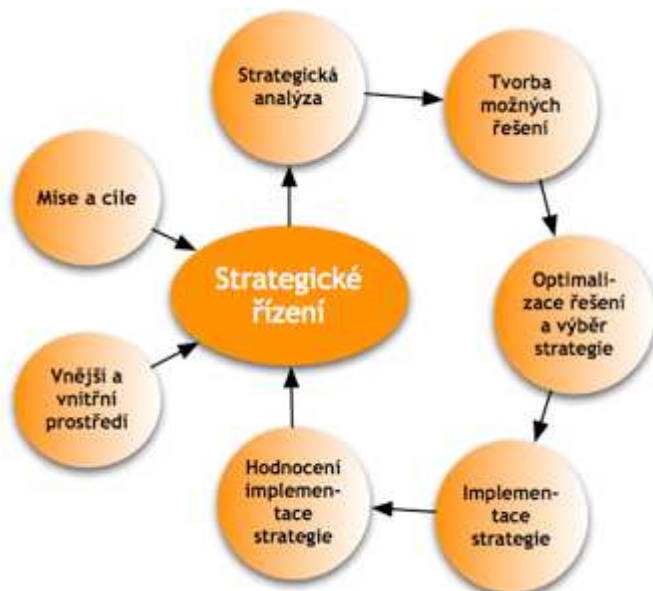 Strategická
analýza
Tvorba
možných
řešení
Mise a cíle
Strategické
řízení
Optimali-
zace řešení
a výběr
strategie
Vnější a
vnitřní
prostředí
Hodnocení
implemen-
tace
strategie
Implemen-
tace
strategie